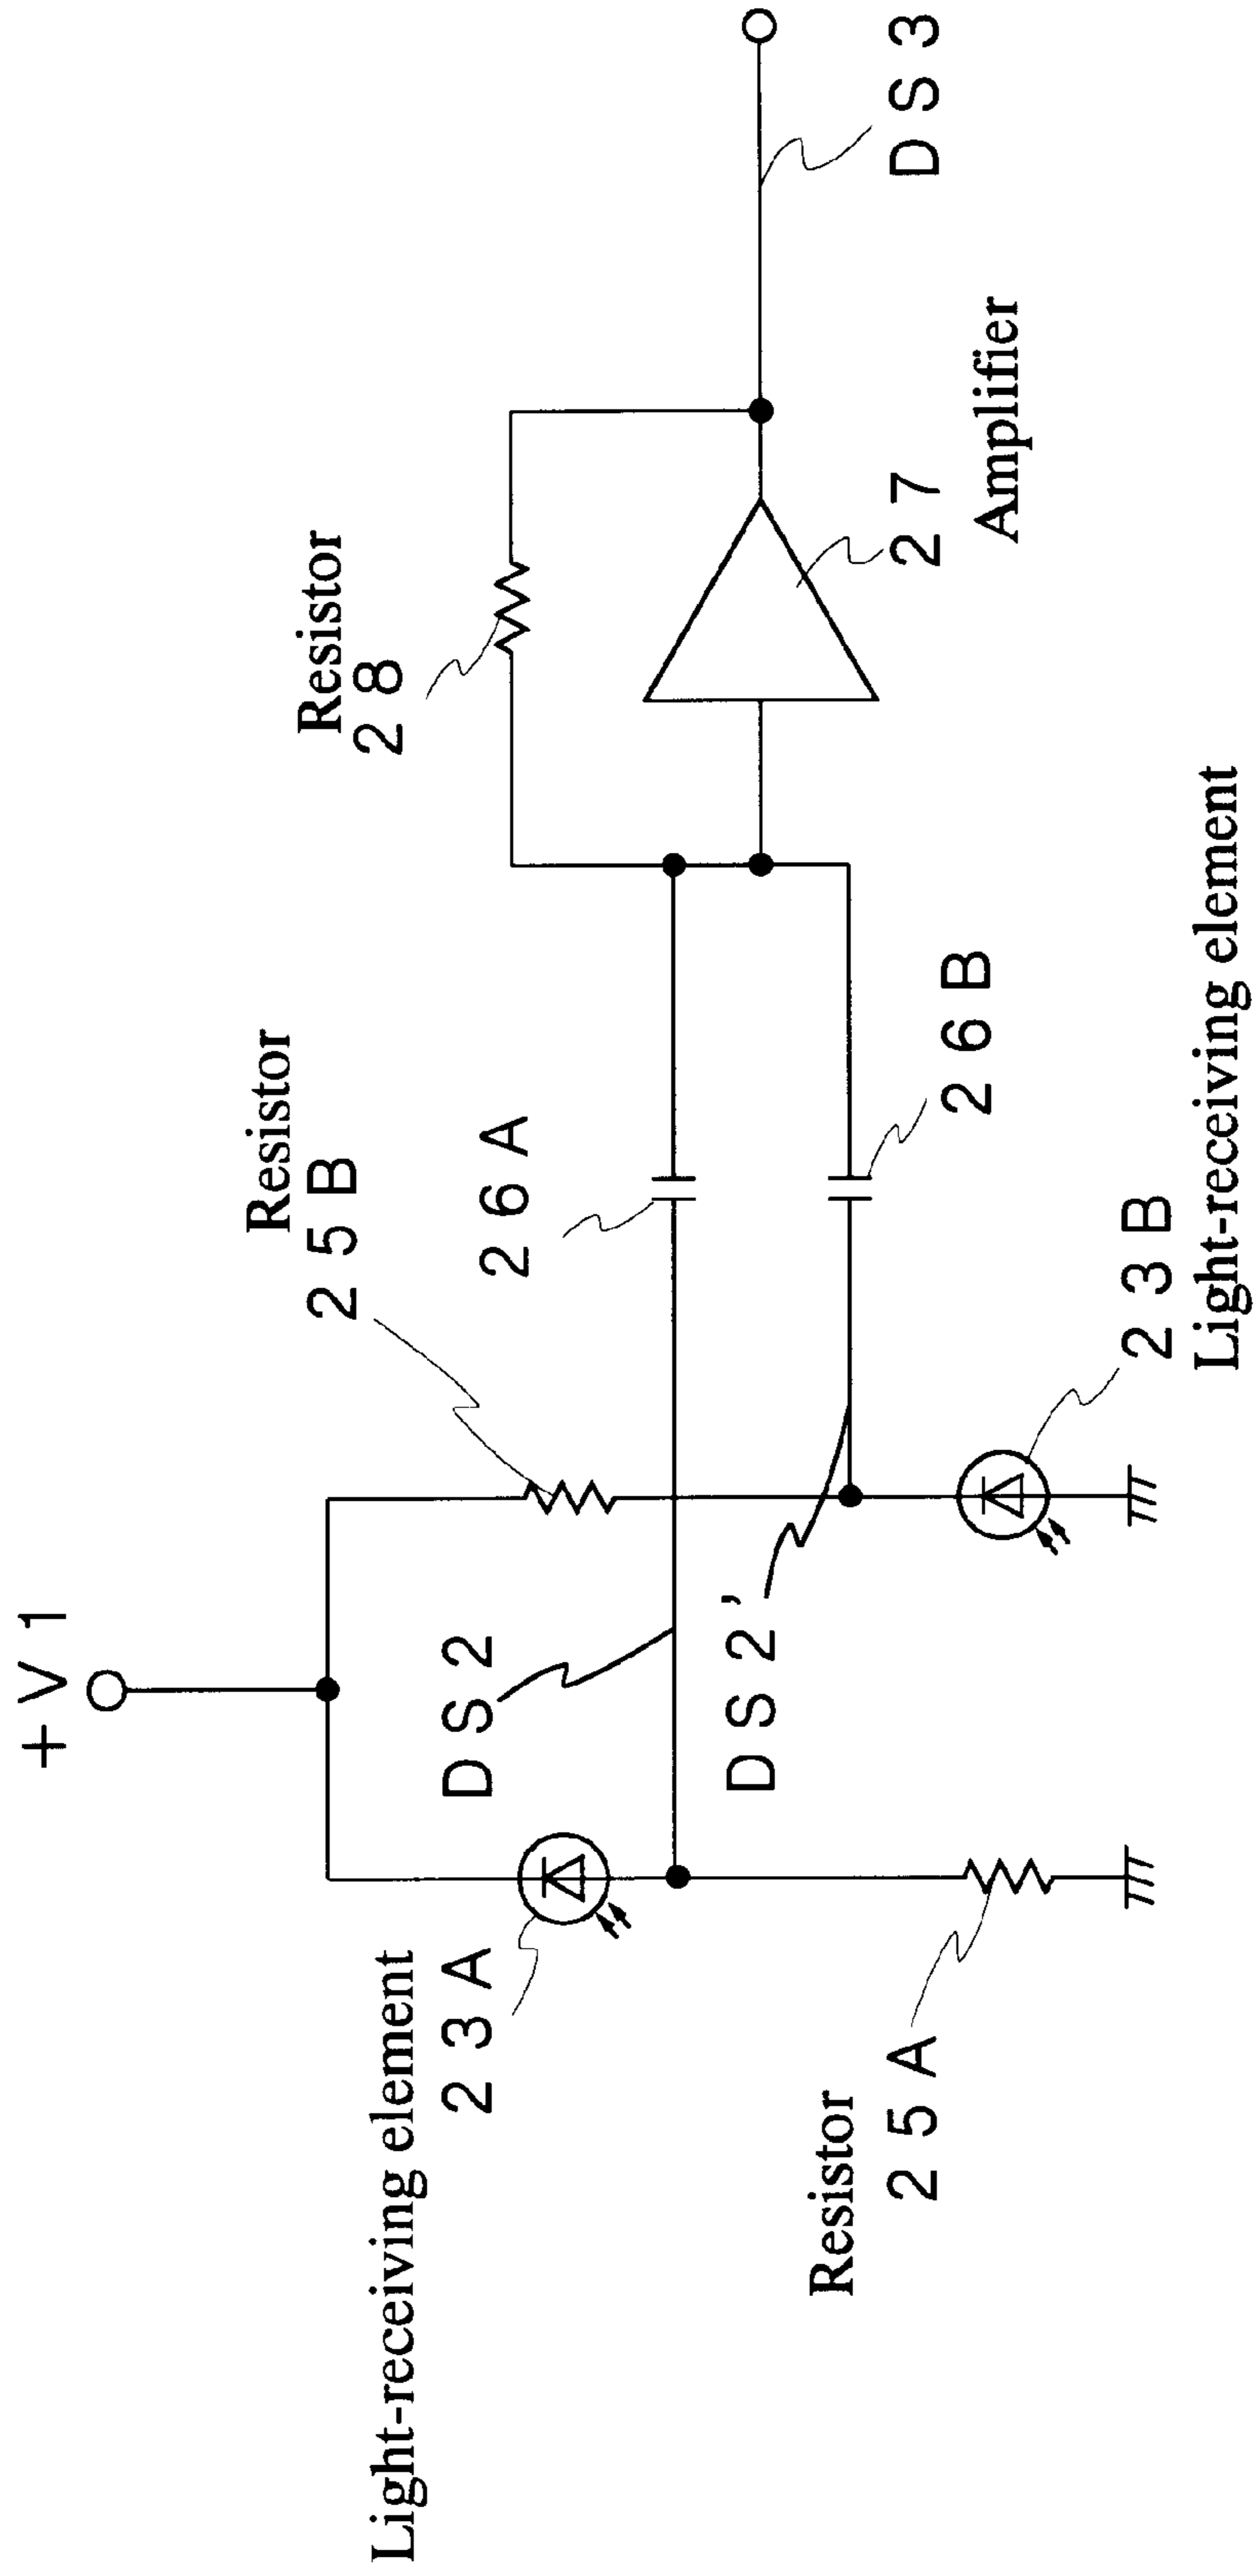 +V1
Light-receiving element
23A
DS2
Resistor
25B
Resistor
28
26A
DS2'
Resistor
25A
26B
27
Amplifier
DS3
23B
Light-receiving element